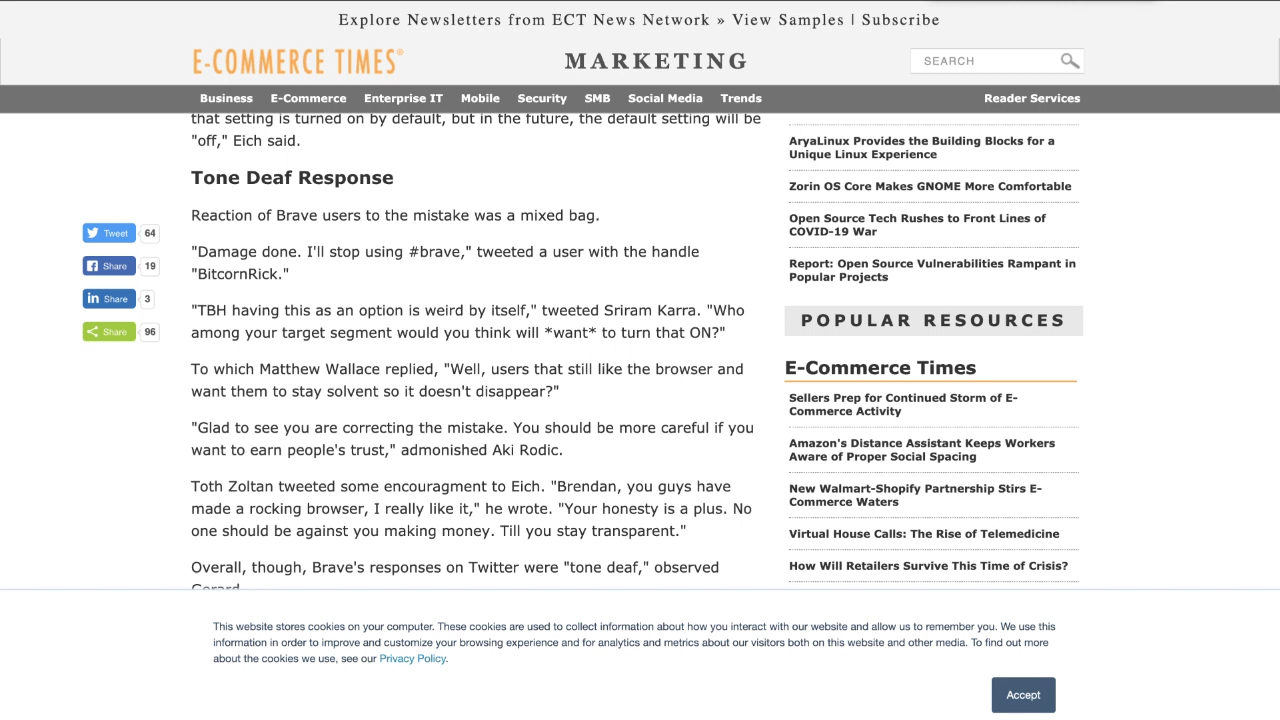 Explore Newsletters from ECT News Network » View Samples | Subscribe
E-COMMERCE TIMES®
MARKETING
SEARCH
Business E-Commerce Enterprise IT Mobile Security SMB Social Media Trends Reader Services
that setting is turned on by default, but in the future, the default setting will be
"off," Eich said.
Tone Deaf Response
Reaction of Brave users to the mistake was a mixed bag.
"Damage done. I'll stop using #brave," tweeted a user with the handle
"BitcornRick."
"TBH having this as an option is weird by itself," tweeted Sriram Karra. "Who
among your target segment would you think will *want* to turn that ON?"
To which Matthew Wallace replied, "Well, users that still like the browser and
want them to stay solvent so it doesn't disappear?"
"Glad to see you are correcting the mistake. You should be more careful if you
want to earn people's trust," admonished Aki Rodic.
Toth Zoltan tweeted some encouragment to Eich. "Brendan, you guys have
made a rocking browser, I really like it," he wrote. "Your honesty is a plus. No
one should be against you making money. Till you stay transparent."
Overall, though, Brave's responses on Twitter were "tone deaf," observed
Gerard
Tweet 64
Share 19
Share 3
Share 96
AryaLinux Provides the Building Blocks for a
Unique Linux Experience
Zorin OS Core Makes GNOME More Comfortable
Open Source Tech Rushes to Front Lines of
COVID-19 War
Report: Open Source Vulnerabilities Rampant in
Popular Projects
POPULAR RESOURCES
E-Commerce Times
Sellers Prep for Continued Storm of E-
Commerce Activity
Amazon's Distance Assistant Keeps Workers
Aware of Proper Social Spacing
New Walmart-Shopify Partnership Stirs E-
Commerce Waters
Virtual House Calls: The Rise of Telemedicine
How Will Retailers Survive This Time of Crisis?
This website stores cookies on your computer. These cookies are used to collect information about how you interact with our website and allow us to remember you. We use this
information in order to improve and customize your browsing experience and for analytics and metrics about our visitors both on this website and other media. To find out more
about the cookies we use, see our Privacy Policy.
Accept